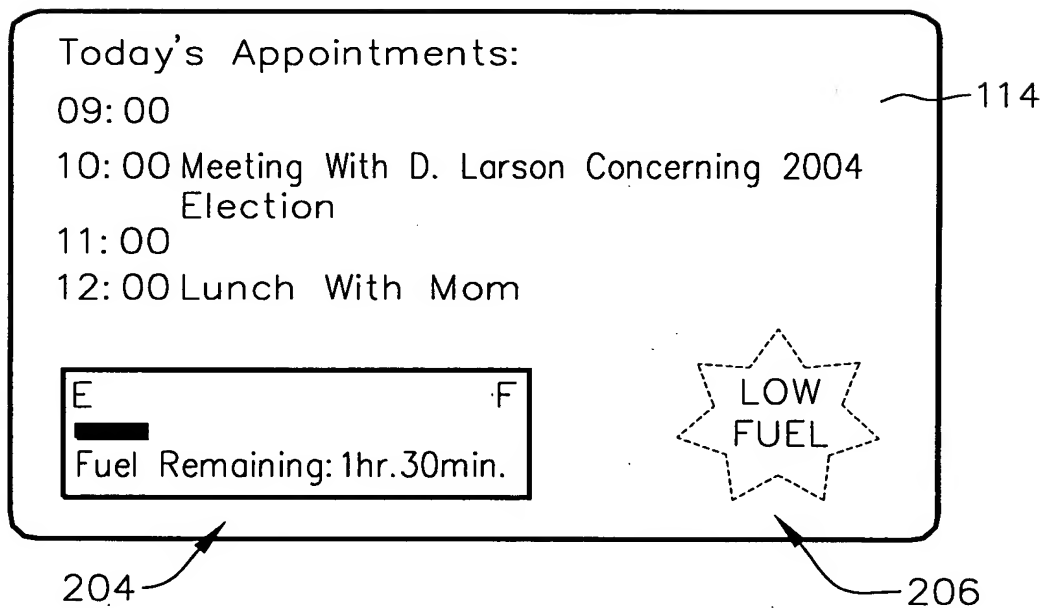 Today's Appointments:
09:00
114
10:00 Meeting With D. Larson Concerning 2004
Election
11:00
12:00 Lunch With Mom
E F
Fuel Remaining: 1hr.30min.
LOW
FUEL
204
206